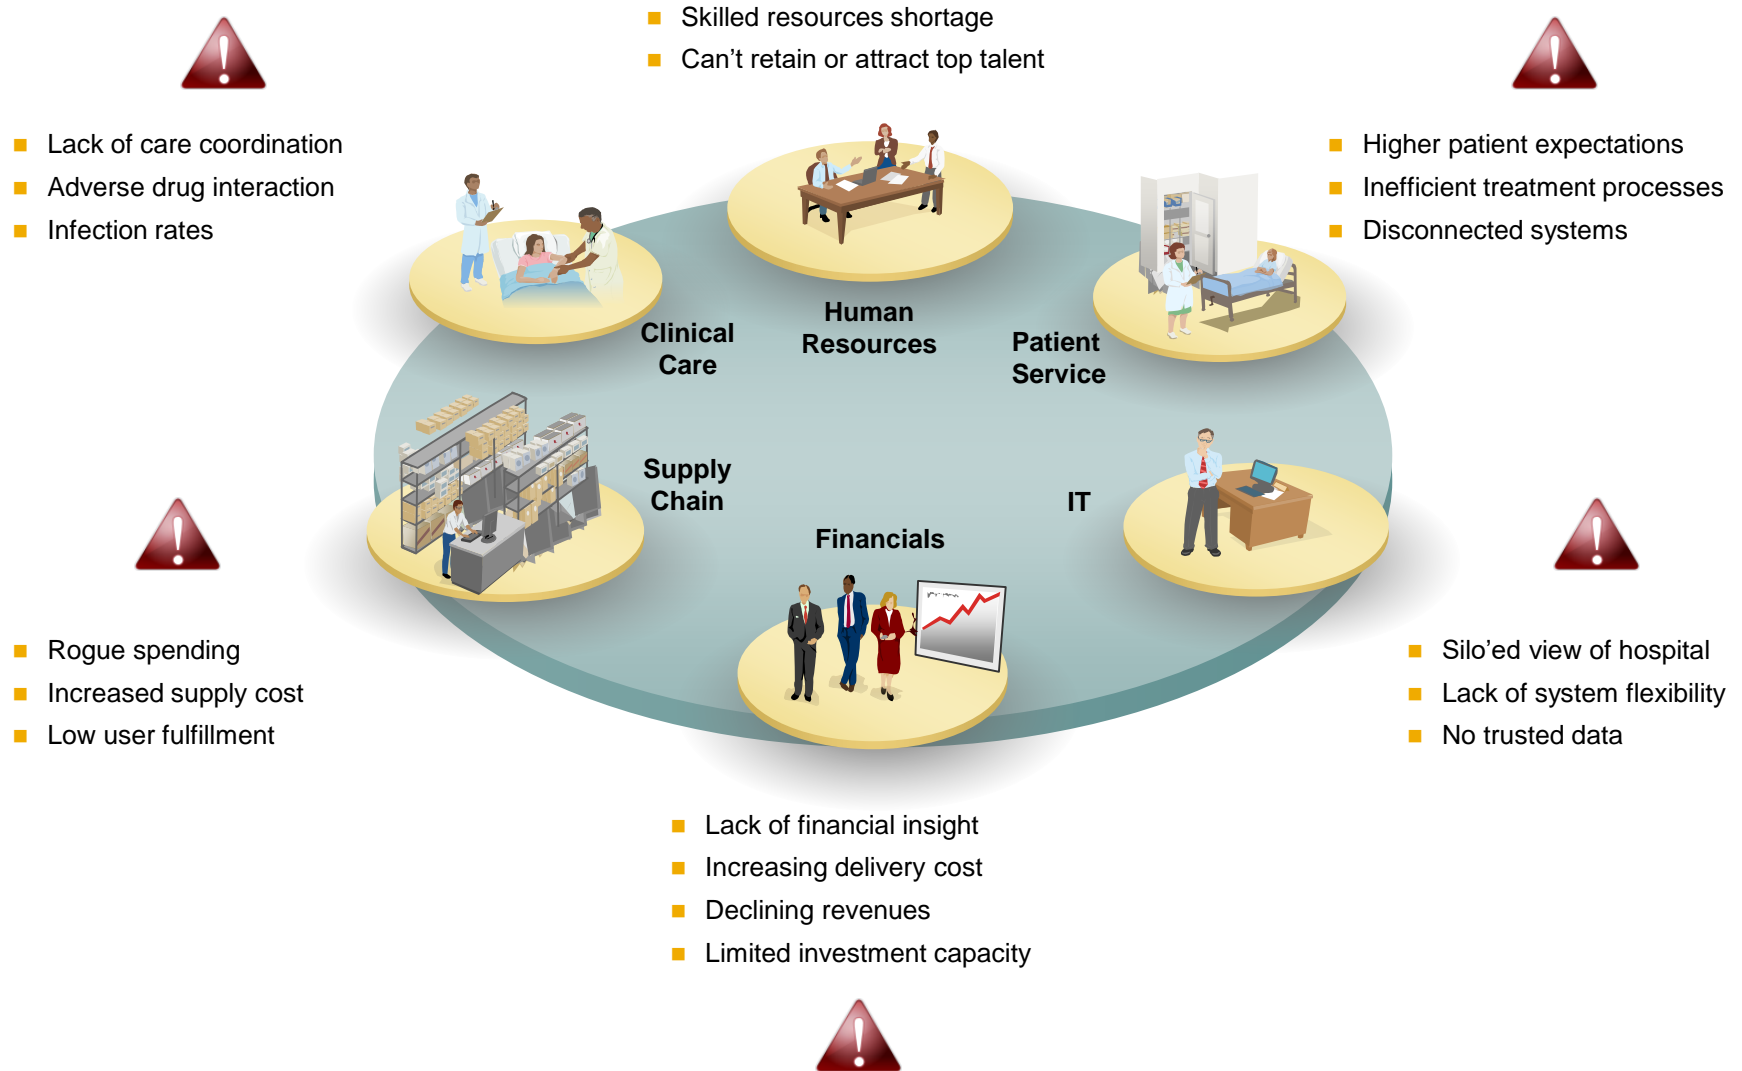 Skilled resources shortage
Can’t retain or attract top talent
Lack of care coordination
Adverse drug interaction
Infection rates
Higher patient expectations
Inefficient treatment processes
Disconnected systems
Clinical
Care
Human
Resources
Patient
Service
Supply
Chain
IT
Financials
Rogue spending
Increased supply cost
Low user fulfillment
Silo’ed view of hospital
Lack of system flexibility
No trusted data
Lack of financial insight
Increasing delivery cost
Declining revenues
Limited investment capacity